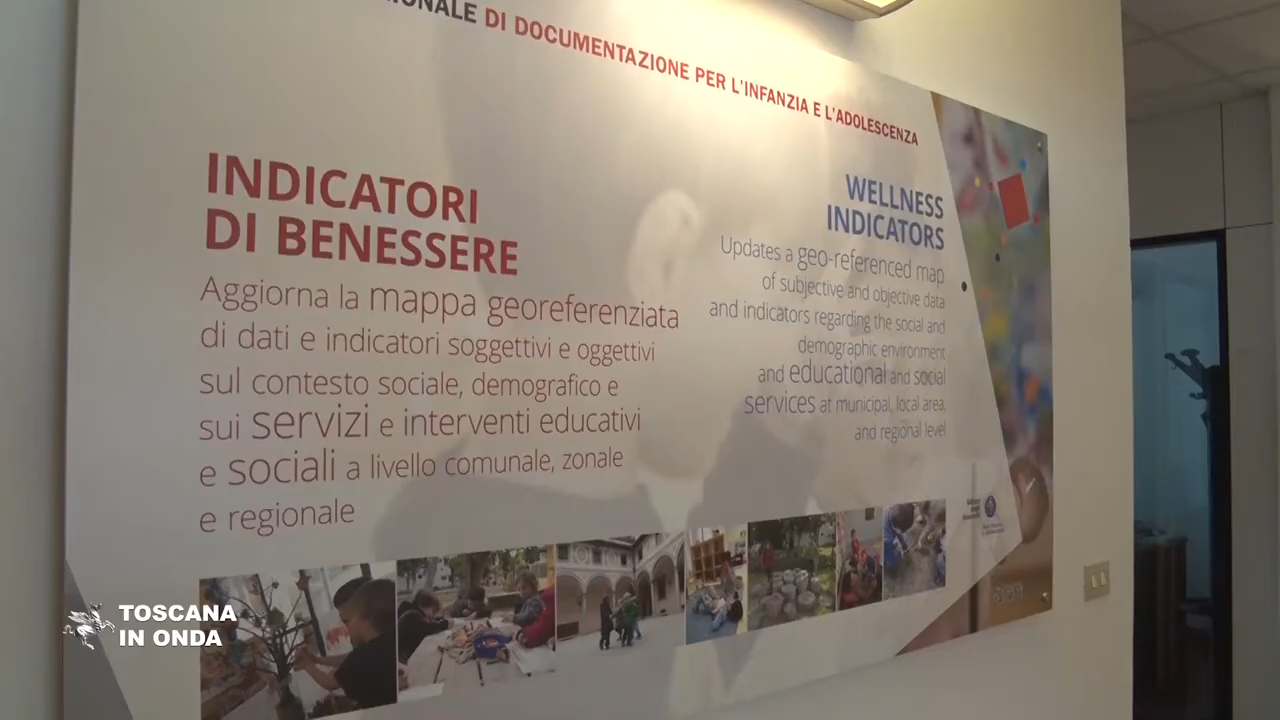 DI DOCUMENTAZIONE PER L'INFANZIA E L'ADOLESCENZA
INDICATORI
DI BENESSERE
Aggiorna la mappa georeferenziata
di dati e indicatori soggettivi e oggettivi
sul contesto sociale, demografico e
sui servizi e interventi educativi
e sociali a livello comunale, zonale
e regionale
WELLNESS
INDICATORS
Updates a geo-referenced map
of subjective and objective data
and indicators regarding the social and
demographic environment
and educational and social
services at municipal, local area,
and regional level
TOSCANA
IN ONDA